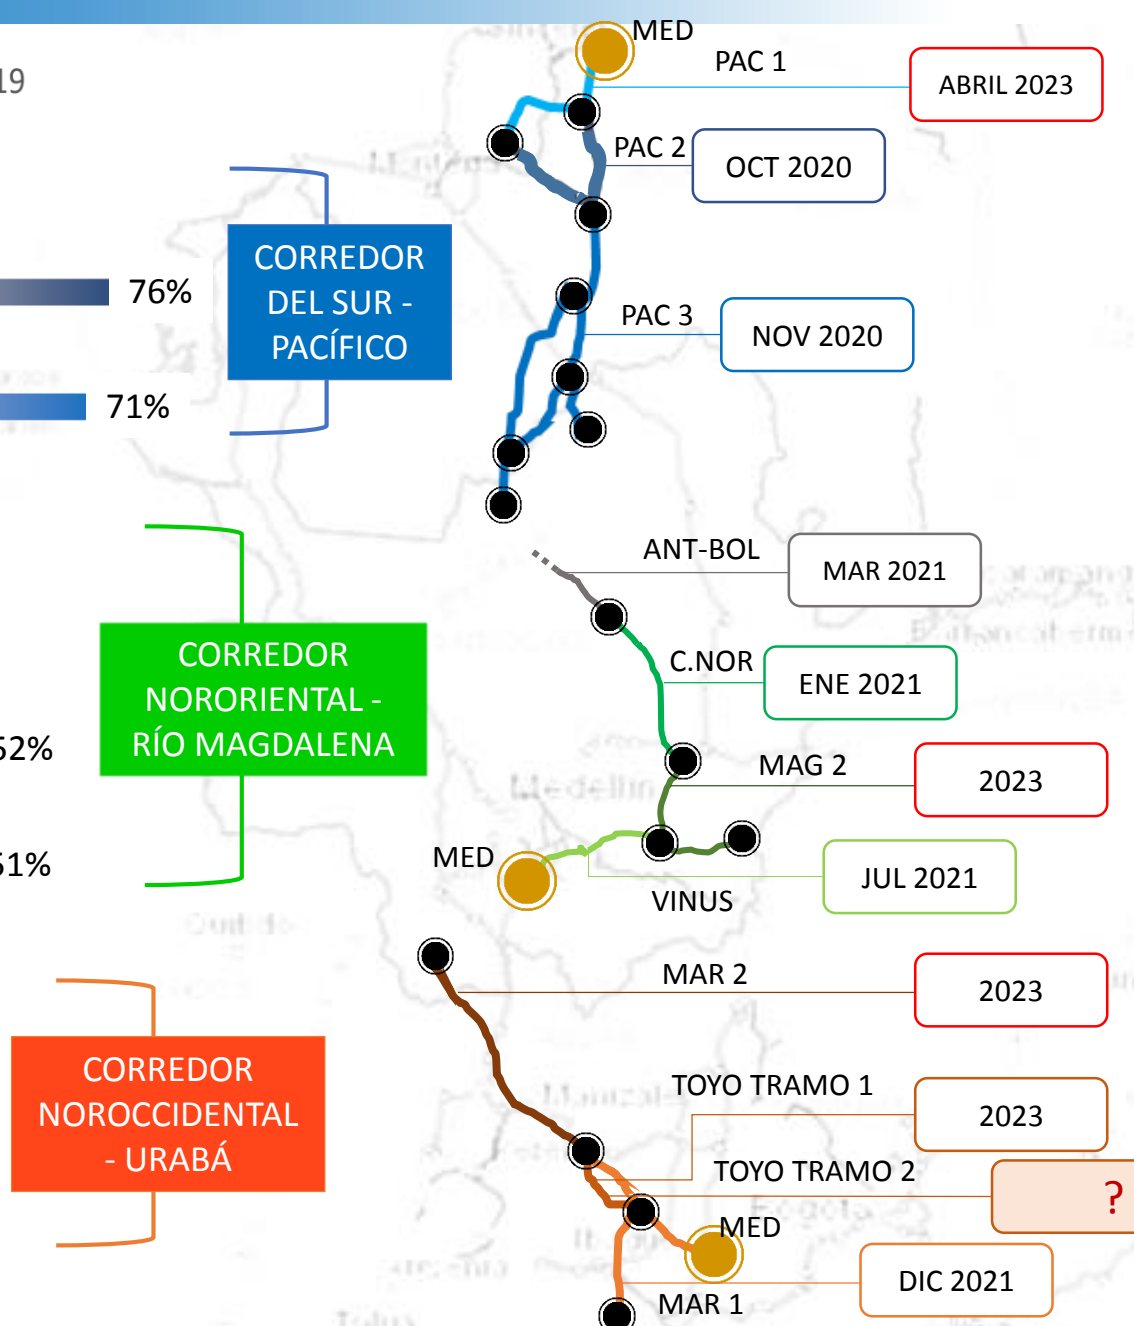 MED
PAC 1
ABRIL 2023
19
PAC 2
OCT 2020
CORREDOR
DEL SUR -
PACÍFICO
76%
PAC 3
NOV 2020
71%
ANT-BOL
MAR 2021
CORREDOR
NORORIENTAL -
RÍO MAGDALENA
C.NOR
ENE 2021
52%
MAG 2
2023
Medellín
MED
51%
JUL 2021
VINUS
MAR 2
2023
CORREDOR
NOROCCIDENTAL
- URABÁ
TOYO TRAMO 1
2023
Manizales
TOYO TRAMO 2
?
Bogota
MED
DIC 2021
MAR 1